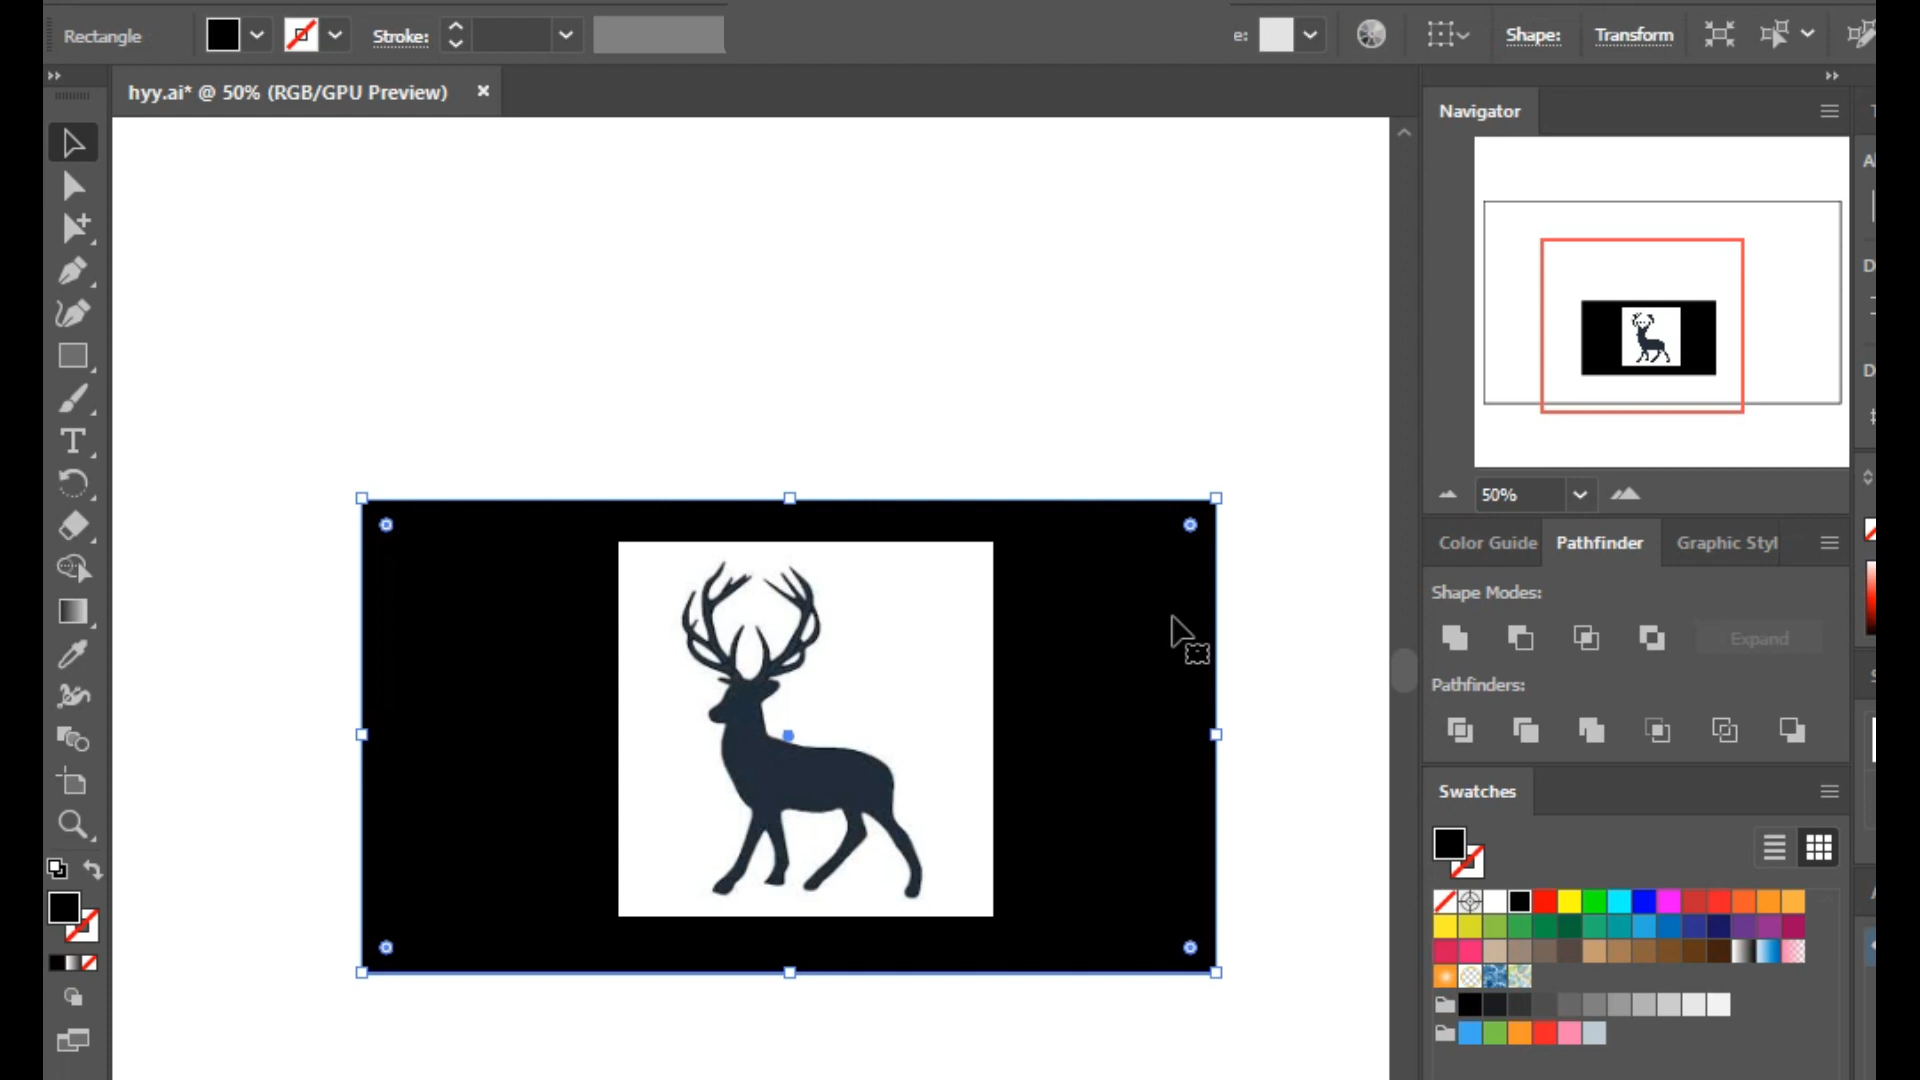 Rectangle
Stroke:
e:
Shape:
Transform
hyy.ai* @ 50% (RGB/GPU Preview)
Navigator
50%
Color Guide
Pathfinder
Graphic Styl
Shape Modes:
Expand
Pathfinders:
Swatches